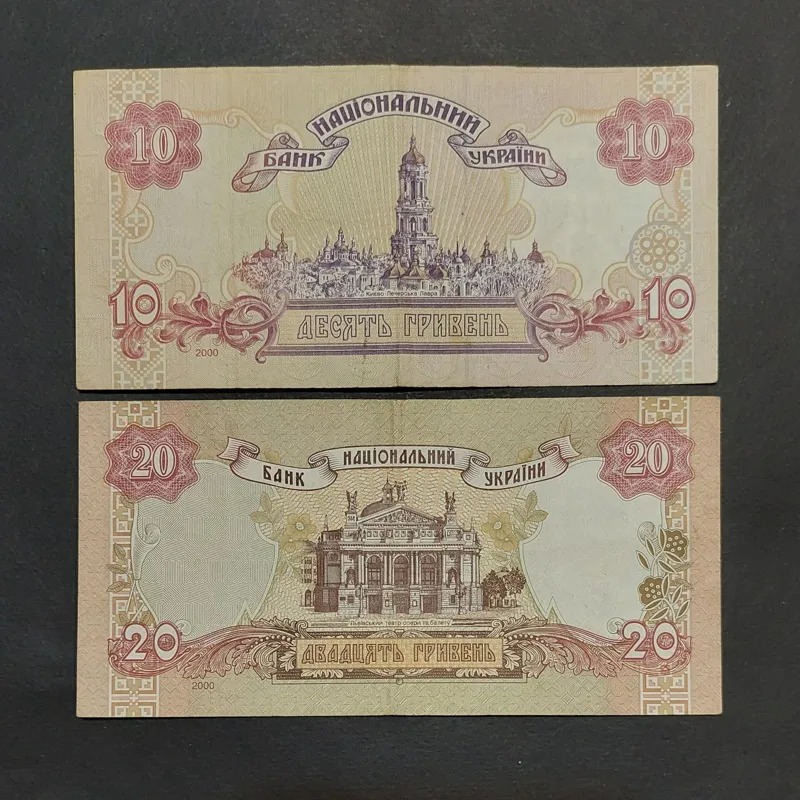 10 НАЦІОНАЛЬНИЙ 10
БАНК УКРАЇНИ
Києво-Печерська Лавра
10 ДЕСЯТЬ ГРИВЕНЬ 10
2000
20 НАЦІОНАЛЬНИЙ 20
БАНК УКРАЇНИ
Львівський театр опери та балету
20 ДВАДЦЯТЬ ГРИВЕНЬ 20
2000